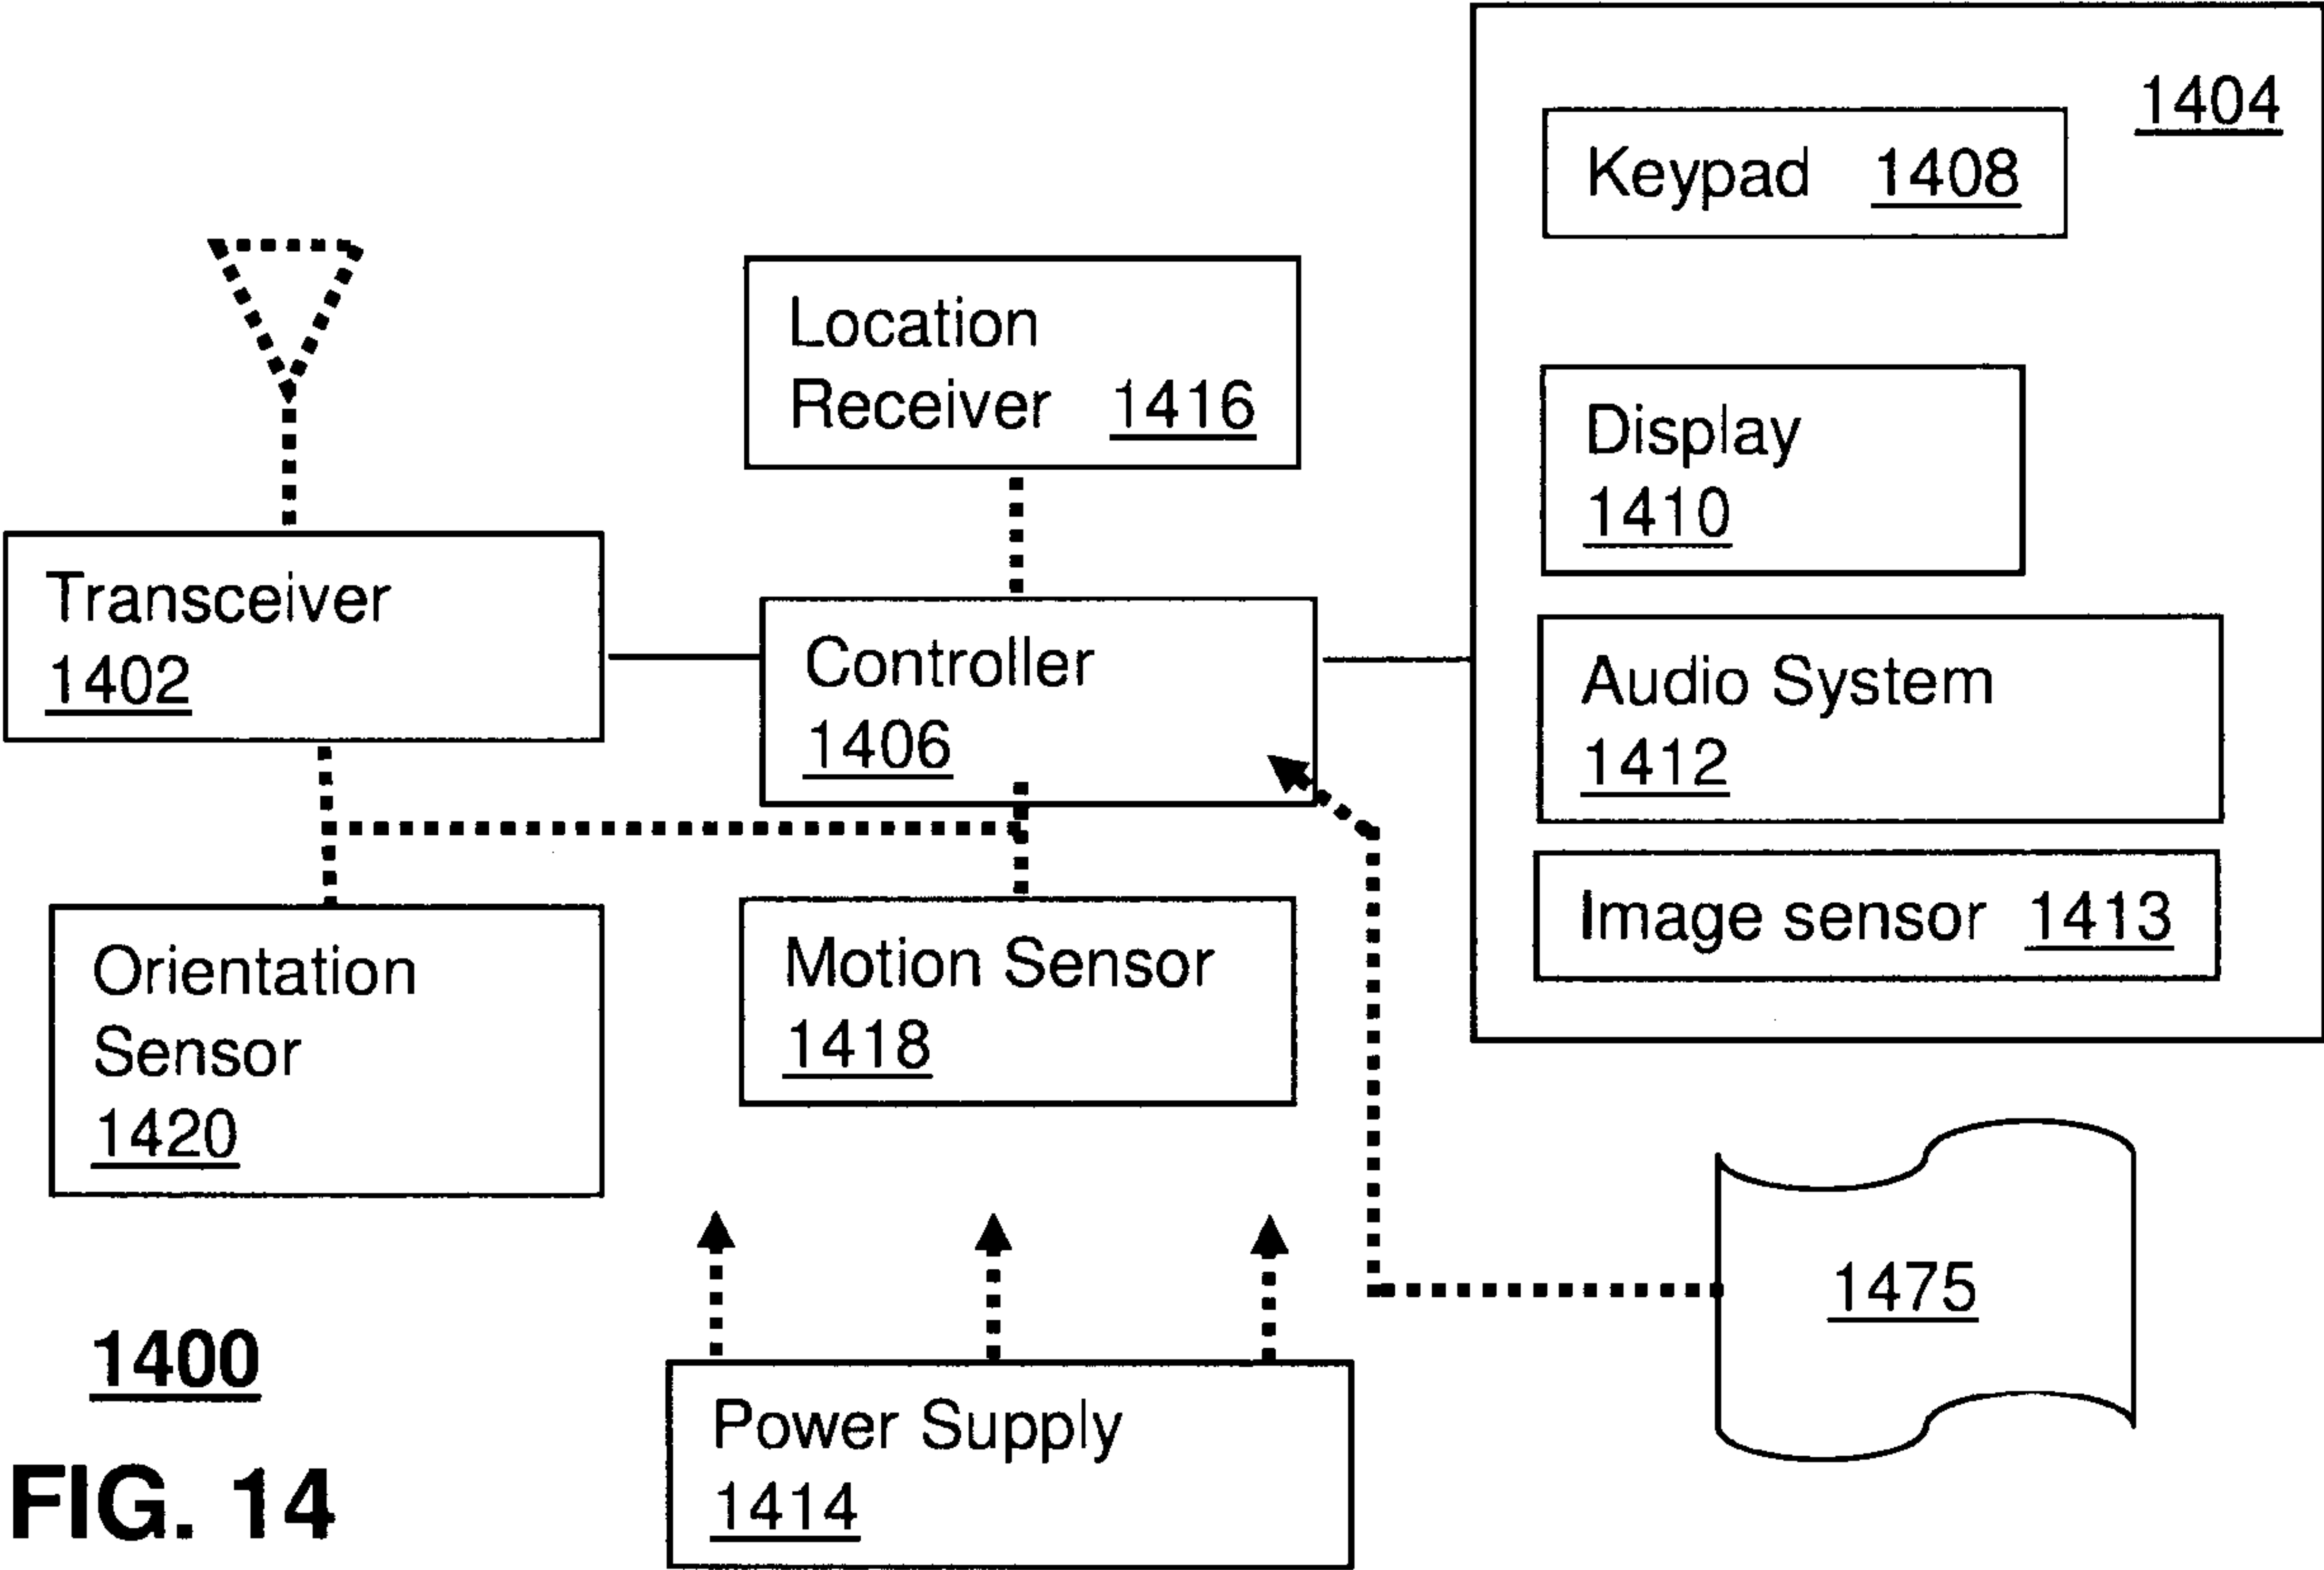 1404
Keypad 1408
Location
Receiver 1416
Display
1410
Transceiver
1402
Controller
1406
Audio System
1412
Image sensor 1413
Orientation
Sensor
1420
Motion Sensor
1418
1475
1400
Power Supply
1414
FIG. 14